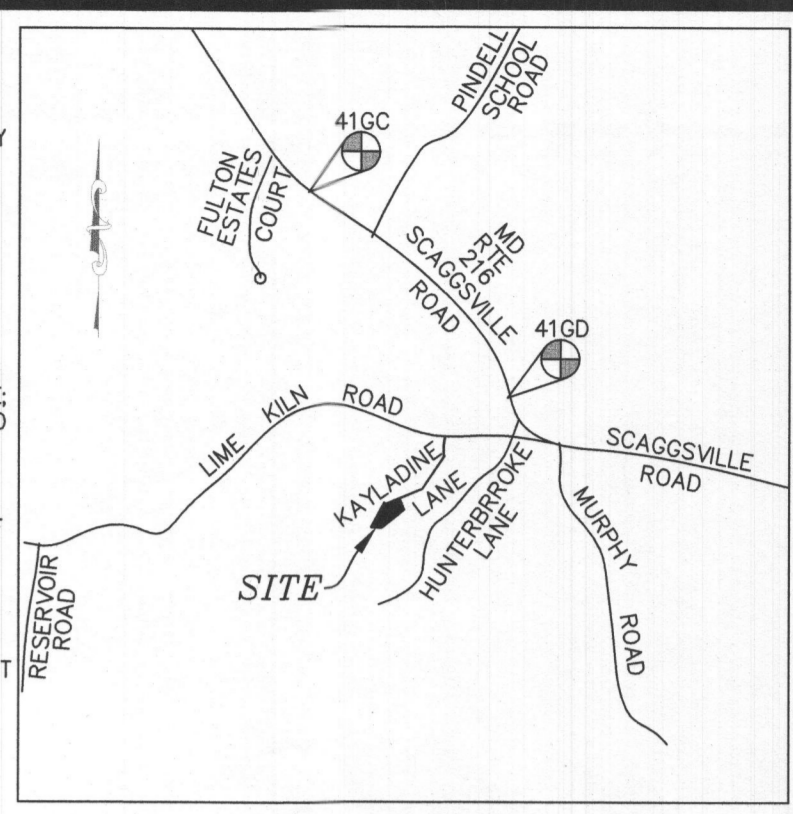 PINDELL
SCHOOL
ROAD
41GC
FULTON
ESTATES
COURT
MD
RTE
216
SCAGGSVILLE
ROAD
41GD
LIME KILN ROAD
SCAGGSVILLE
ROAD
KAYLADINE
LANE
HUNTERBRROKE
LANE
MURPHY
ROAD
SITE
RESERVOIR
ROAD
Y
T